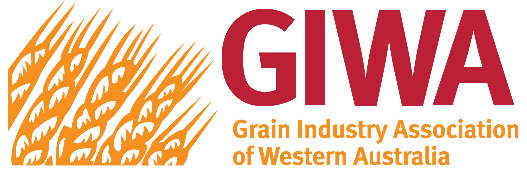 GIWA
Grain Industry Association
of Western Australia